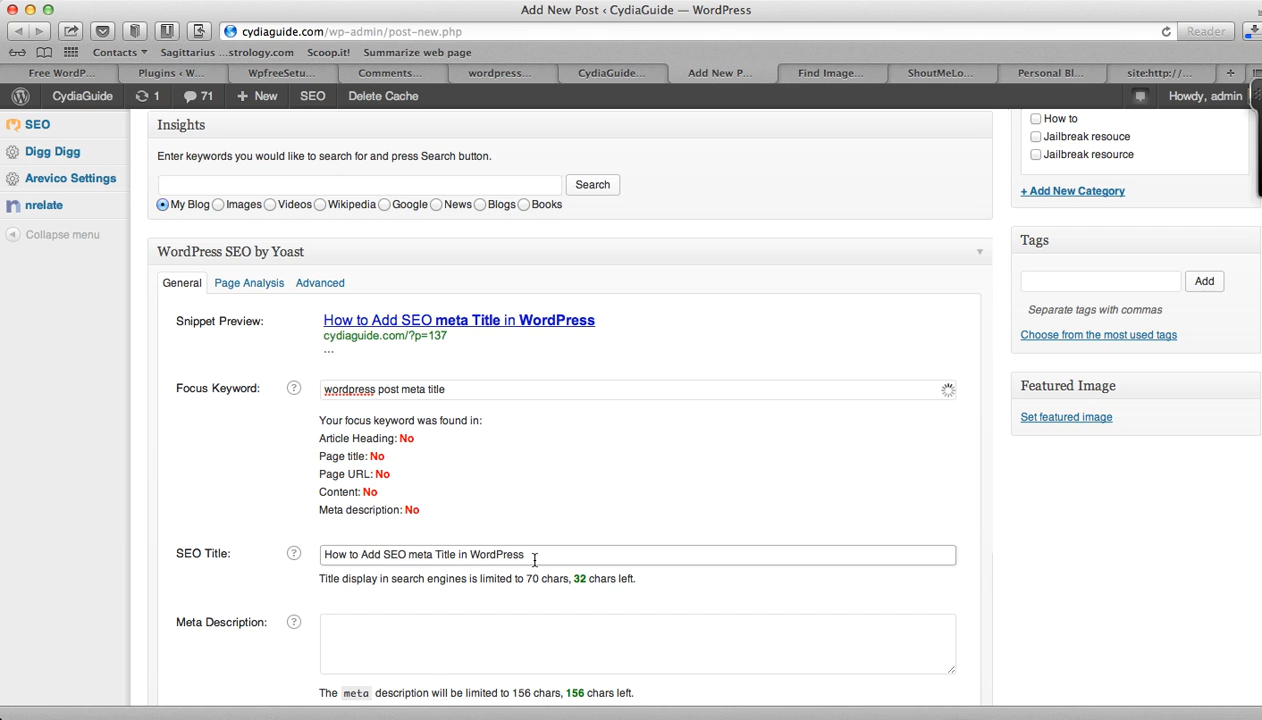 Add New Post ‹ CydiaGuide — WordPress
cydiaguide.com/wp-admin/post-new.php
Reader
Contacts
Sagittarius ...strology.com
Scoop.it!
Summarize web page
Free WordP...
Plugins ‹ W...
WpfreeSetu...
Comments...
wordpress...
CydiaGuide...
Add New P...
Find Image...
ShoutMeLo...
Personal Bl...
site:http://...
CydiaGuide
1
71
+ New
SEO
Delete Cache
Howdy, admin
SEO
Digg Digg
Arevico Settings
nrelate
Collapse menu
Insights
Enter keywords you would like to search for and press Search button.
Search
My Blog Images Videos Wikipedia Google News Blogs Books
WordPress SEO by Yoast
General Page Analysis Advanced
Snippet Preview:
How to Add SEO meta Title in WordPress
cydiaguide.com/?p=137
...
Focus Keyword:
?
wordpress post meta title
Your focus keyword was found in:
Article Heading: No
Page title: No
Page URL: No
Content: No
Meta description: No
SEO Title:
?
How to Add SEO meta Title in WordPress
Title display in search engines is limited to 70 chars, 32 chars left.
Meta Description:
?
The meta description will be limited to 156 chars, 156 chars left.
How to
Jailbreak resouce
Jailbreak resource
+ Add New Category
Tags
Add
Separate tags with commas
Choose from the most used tags
Featured Image
Set featured image